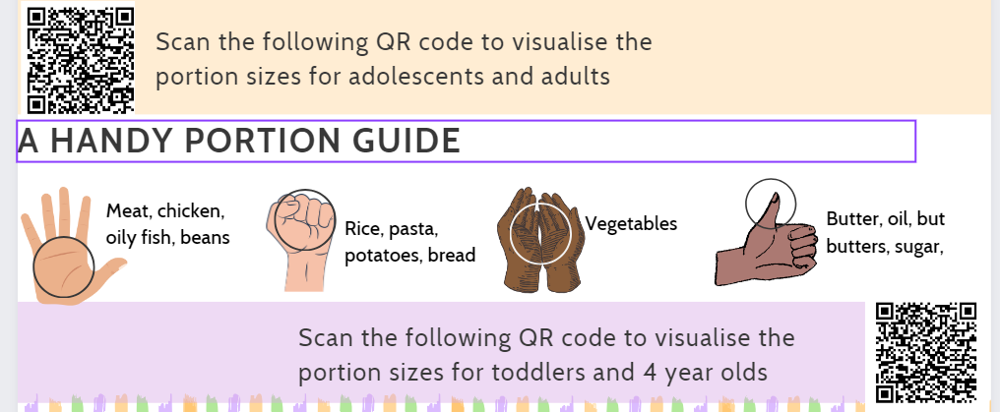 Scan the following QR code to visualise the
portion sizes for adolescents and adults
A HANDY PORTION GUIDE
Meat, chicken,
oily fish, beans
Rice, pasta,
potatoes, bread
Vegetables
Butter, oil, but
butters, sugar,
Scan the following QR code to visualise the
portion sizes for toddlers and 4 year olds